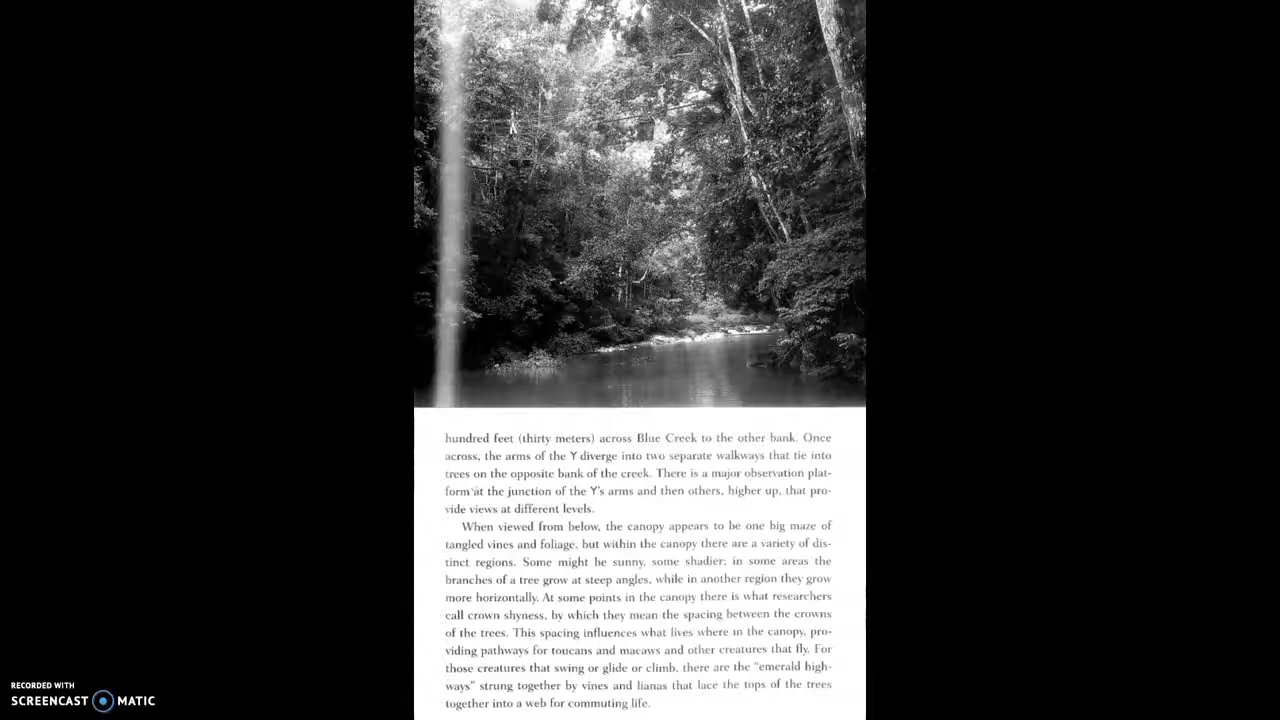 hundred feet (thirty meters) across Blue Creek to the other bank. Once
across, the arms of the Y diverge into two separate walkways that tie into
trees on the opposite bank of the creek. There is a major observation plat-
form at the junction of the Y's arms and then others, higher up, that pro-
vide views at different levels.
When viewed from below, the canopy appears to be one big maze of
tangled vines and foliage, but within the canopy there are a variety of dis-
tinct regions. Some might be sunny, some shadier; in some areas the
branches of a tree grow at steep angles, while in another region they grow
more horizontally. At some points in the canopy there is what researchers
call crown shyness, by which they mean the spacing between the crowns
of the trees. This spacing influences what lives where in the canopy, pro-
viding pathways for toucans and macaws and other creatures that fly. For
those creatures that swing or glide or climb, there are the "emerald high-
ways" strung together by vines and lianas that lace the tops of the trees
together into a web for commuting life.
RECORDED WITH
SCREENCAST MATIC